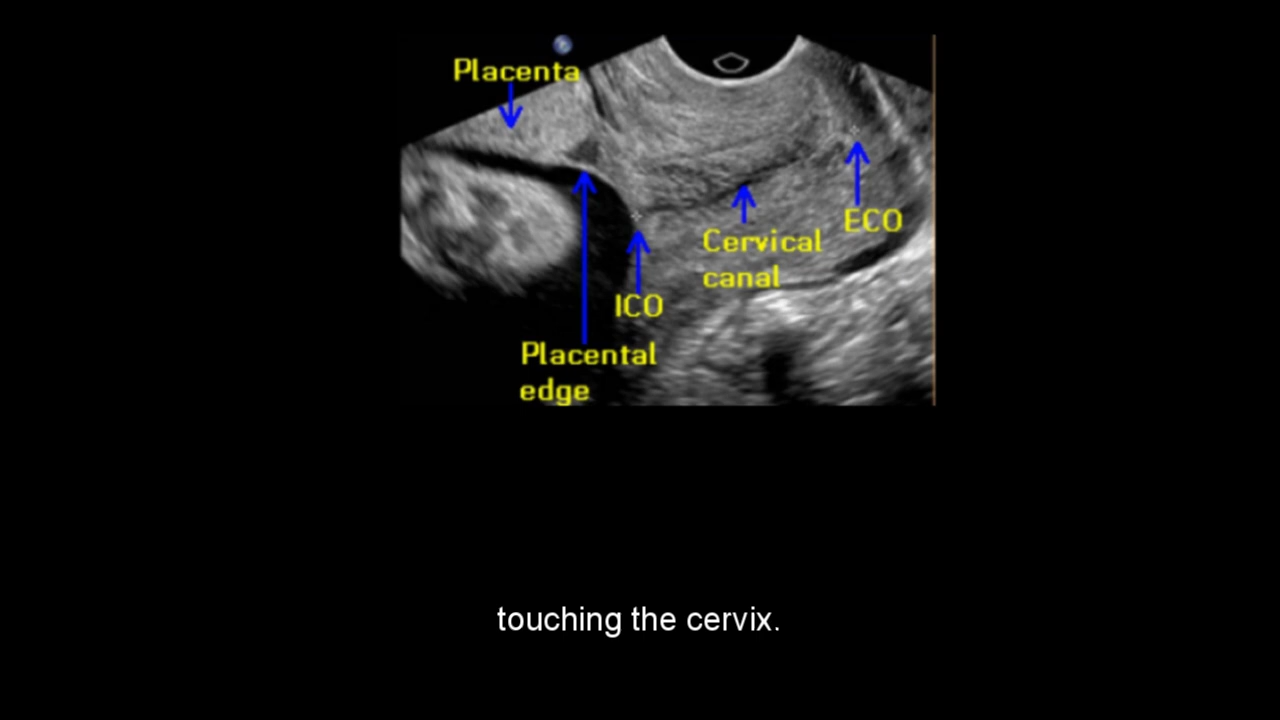 Placenta
ECO
Cervical
canal
ICO
Placental
edge
touching the cervix.